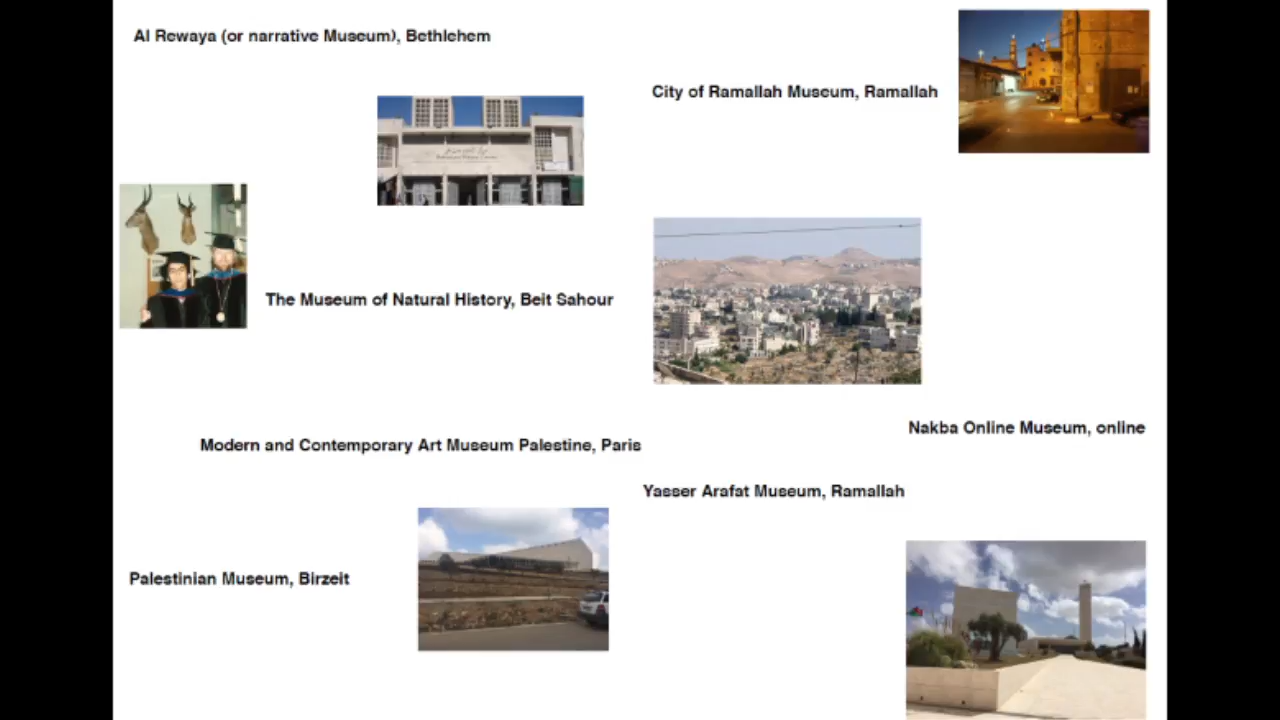 Al Rewaya (or narrative Museum), Bethlehem
City of Ramallah Museum, Ramallah
The Museum of Natural History, Beit Sahour
Nakba Online Museum, online
Modern and Contemporary Art Museum Palestine, Paris
Yasser Arafat Museum, Ramallah
Palestinian Museum, Birzeit